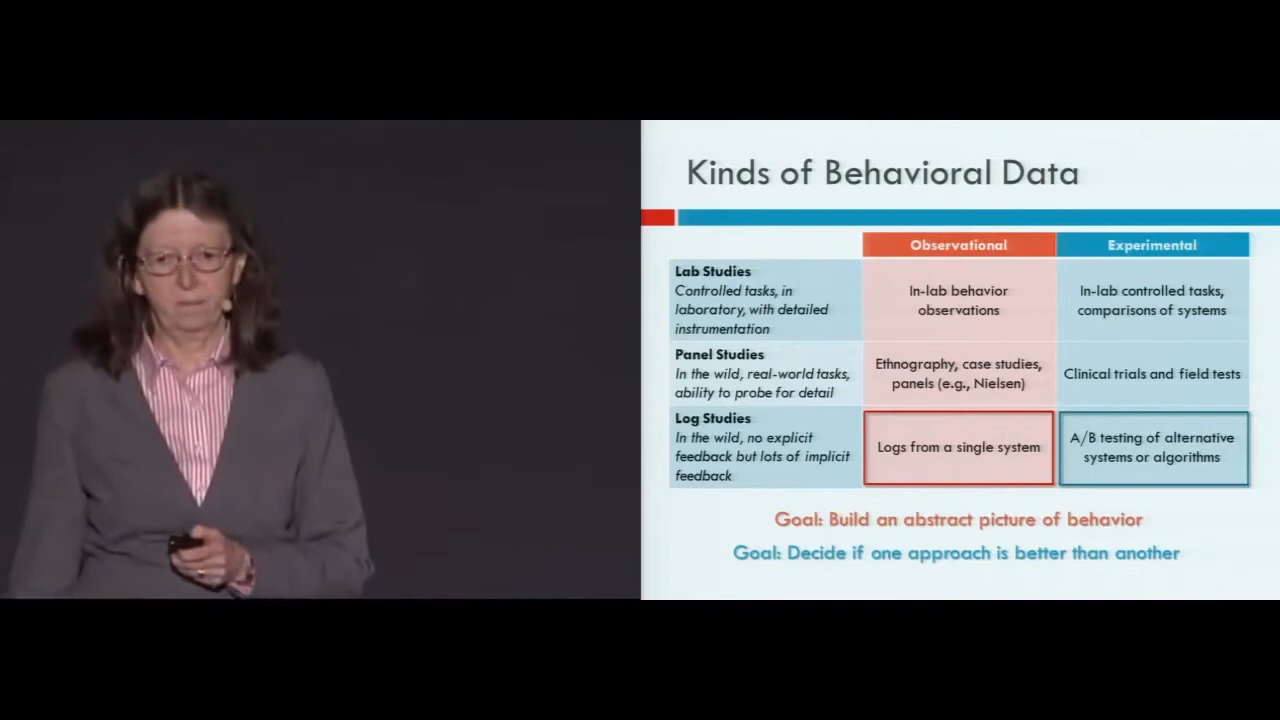 Kinds of Behavioral Data
Observational
Experimental
Lab Studies
Controlled tasks, in
laboratory, with detailed
instrumentation
In-lab behavior
observations
In-lab controlled tasks,
comparisons of systems
Panel Studies
In the wild, real-world tasks,
ability to probe for detail
Ethnography, case studies,
panels (e.g., Nielsen)
Clinical trials and field tests
Log Studies
In the wild, no explicit
feedback but lots of implicit
feedback
Logs from a single system
A/B testing of alternative
systems or algorithms
Goal: Build an abstract picture of behavior
Goal: Decide if one approach is better than another